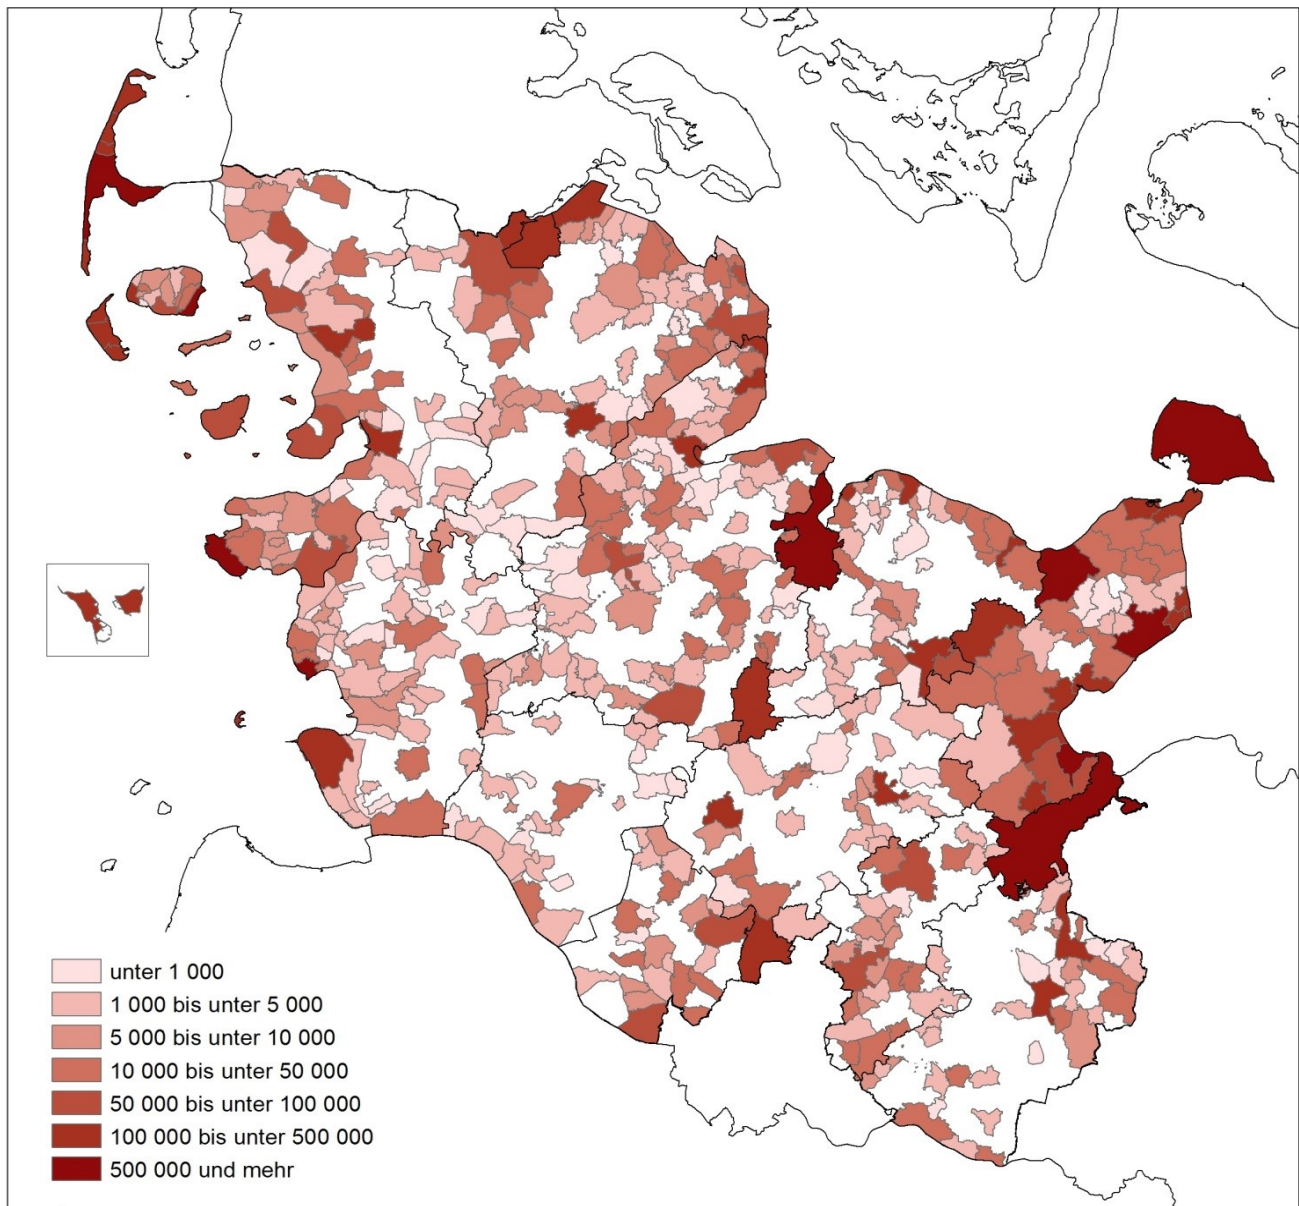 unter 1 000
1 000 bis unter 5 000
5 000 bis unter 10 000
10 000 bis unter 50 000
50 000 bis unter 100 000
100 000 bis unter 500 000
500 000 und mehr